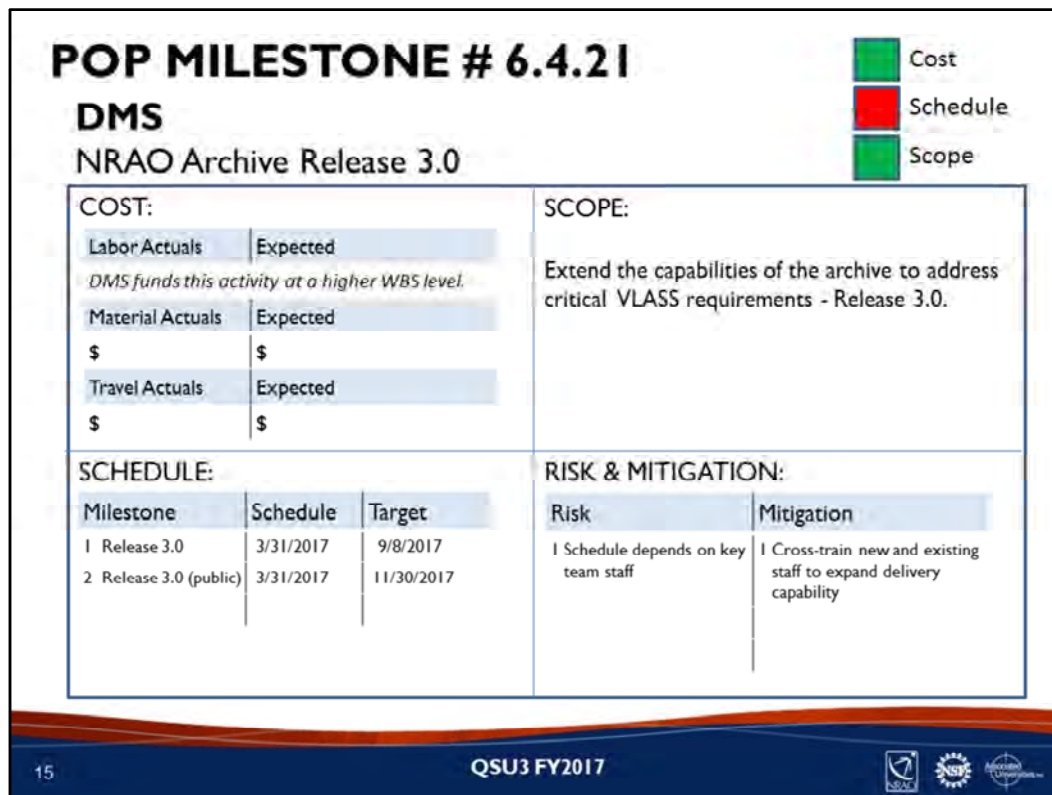 POP MILESTONE # 6.4.21
DMS
NRAO Archive Release 3.0
Cost
Schedule
Scope
COST:
Labor Actuals Expected
DMS funds this activity at a higher WBS level.
Material Actuals Expected
$ $
Travel Actuals Expected
$ $
SCOPE:
Extend the capabilities of the archive to address
critical VLASS requirements - Release 3.0.
SCHEDULE:
Milestone Schedule Target
1 Release 3.0 3/31/2017 9/8/2017
2 Release 3.0 (public) 3/31/2017 11/30/2017
RISK & MITIGATION:
Risk Mitigation
1 Schedule depends on key 1 Cross-train new and existing
team staff staff to expand delivery
capability
15
QSU3 FY2017
NRAO
NSF
Associated
Universities